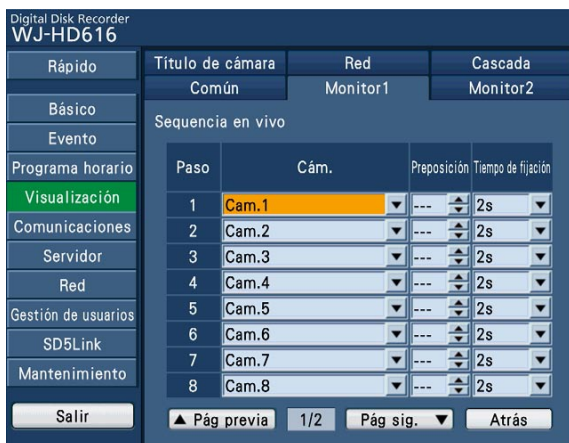 Digital Disk Recorder
WJ-HD616
Rápido
Básico
Evento
Programa horario
Visualización
Comunicaciones
Servidor
Red
Gestión de usuarios
SD5Link
Mantenimiento
Salir
Título de cámara Red Cascada
Común Monitor1 Monitor2
Sequencia en vivo
Paso Cám. Preposición Tiempo de fijación
1 Cam.1 --- 2s
2 Cam.2 --- 2s
3 Cam.3 --- 2s
4 Cam.4 --- 2s
5 Cam.5 --- 2s
6 Cam.6 --- 2s
7 Cam.7 --- 2s
8 Cam.8 --- 2s
▲ Pág previa 1/2 Pág sig. ▼ Atrás